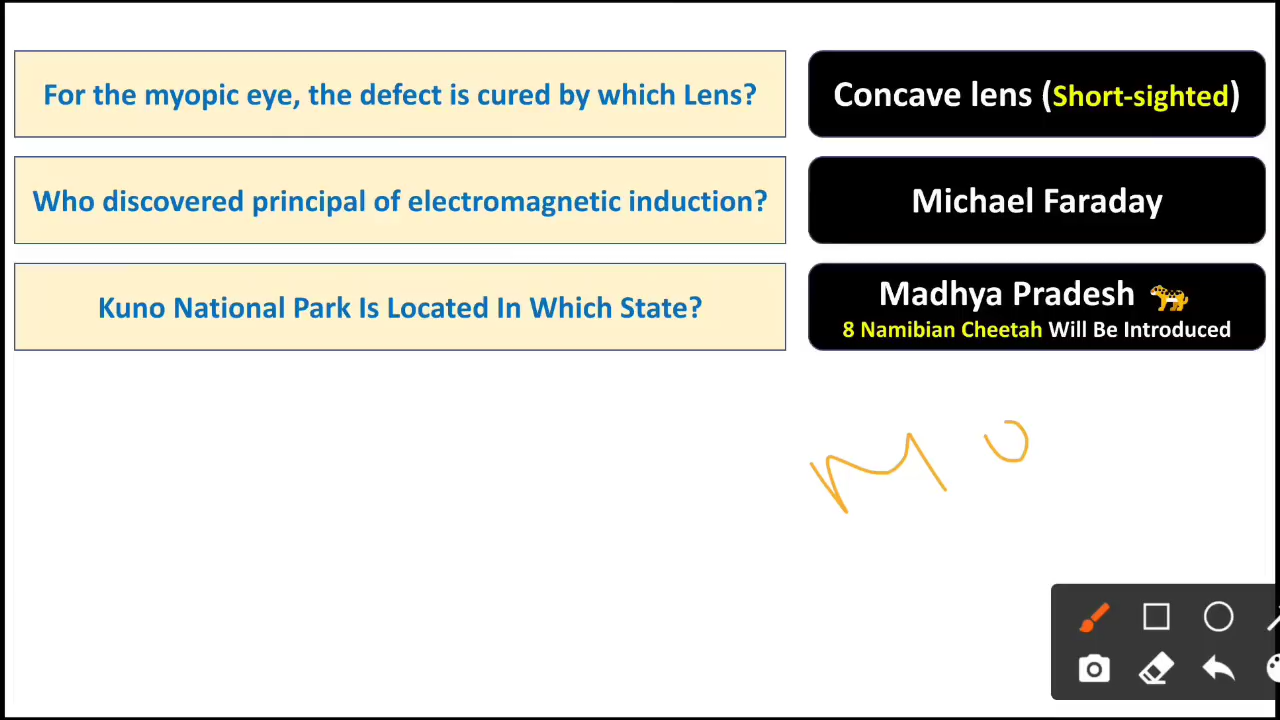 For the myopic eye, the defect is cured by which Lens?
Concave lens (Short-sighted)
Who discovered principal of electromagnetic induction?
Michael Faraday
Kuno National Park Is Located In Which State?
Madhya Pradesh
8 Namibian Cheetah Will Be Introduced
M